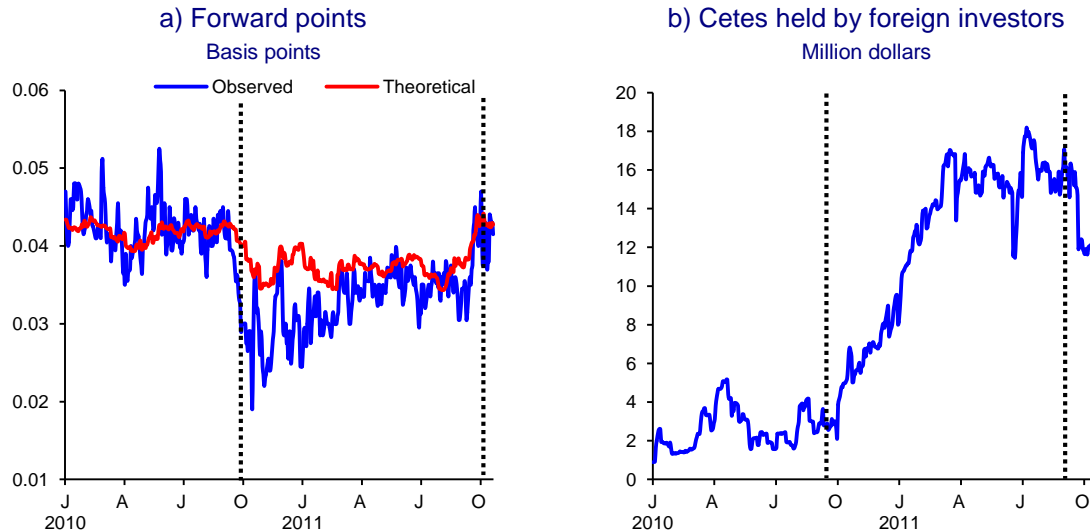 a) Forward points
Basis points
Observed Theoretical
0.06
0.05
0.04
0.03
0.02
0.01
J A J O J A J O
2010 2011
b) Cetes held by foreign investors
Million dollars
20
18
16
14
12
10
8
6
4
2
0
J A J O J A J O
2010 2011